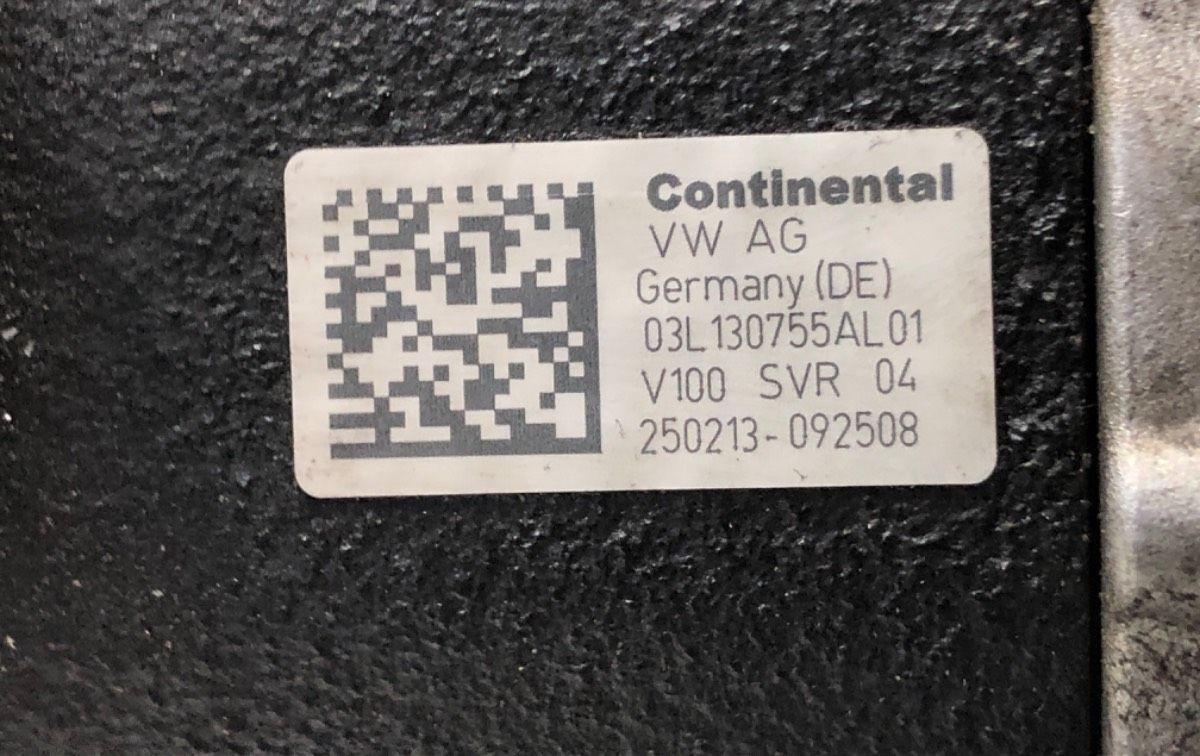 Continental
VW AG
Germany (DE)
03L130755AL01
V100 SVR 04
250213-092508